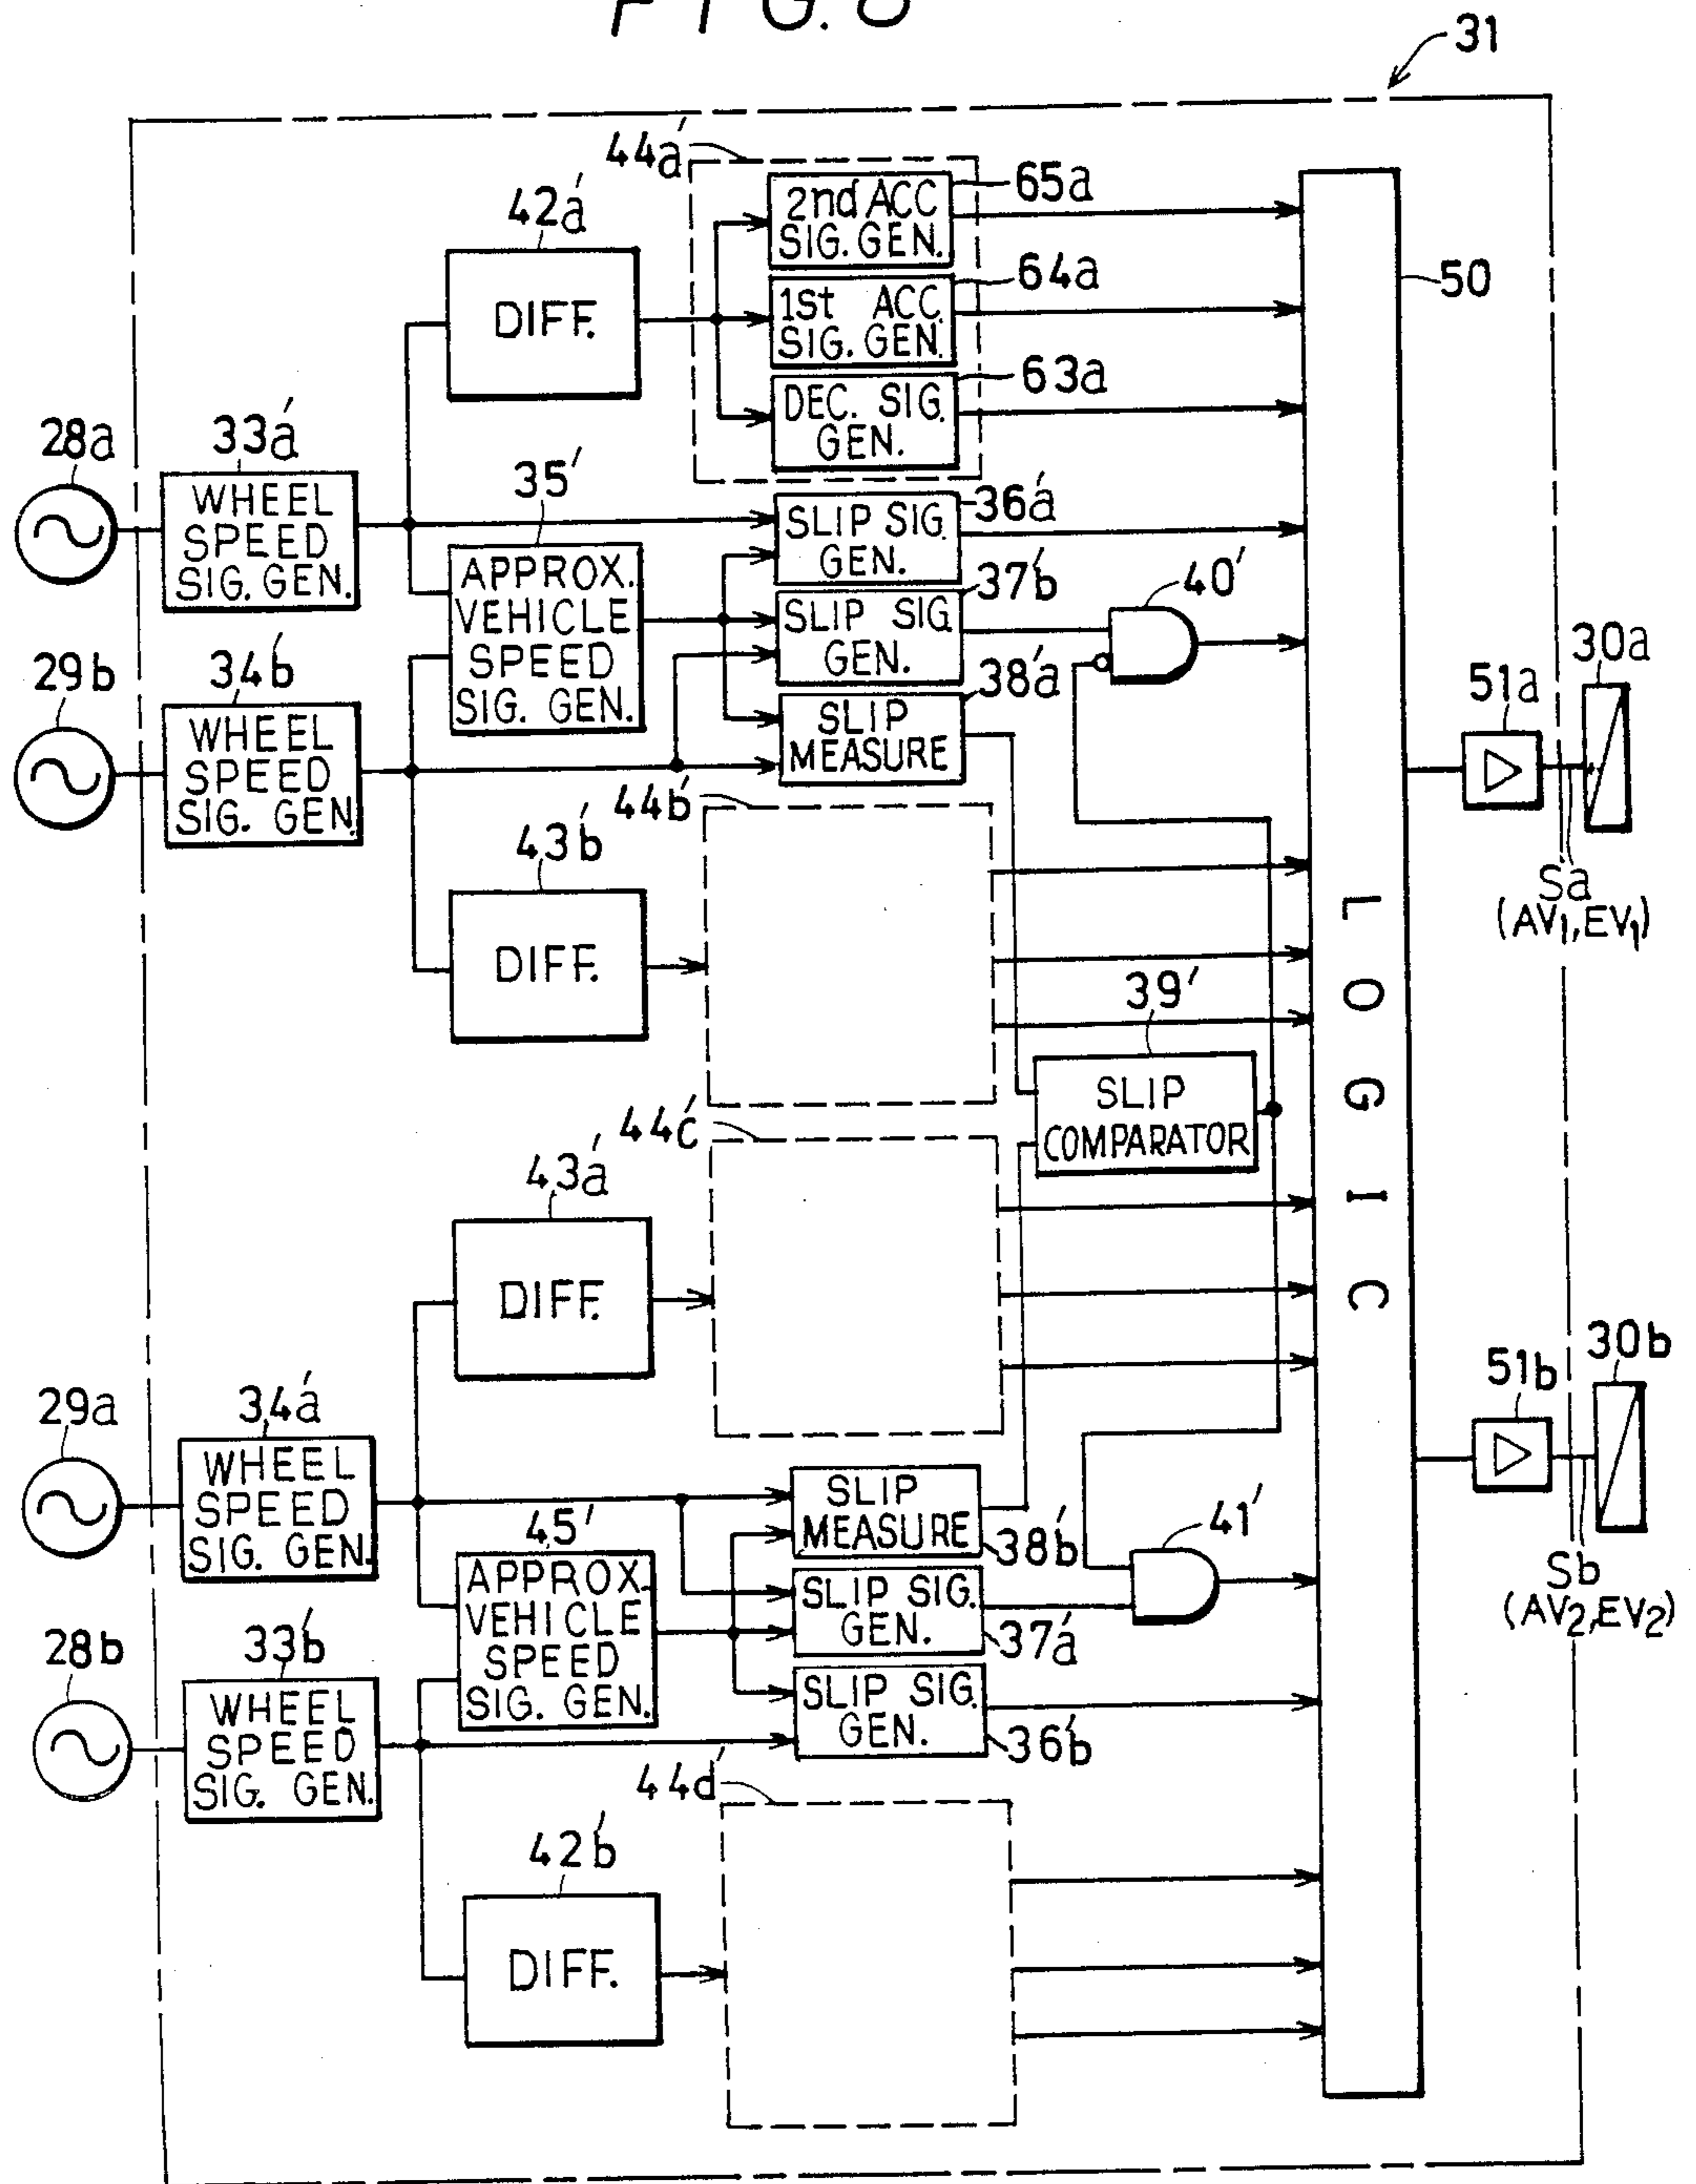 FIG. 8
31
44a'
65a
2nd ACC
SIG. GEN.
42a'
64a
50
DIFF.
1st ACC.
SIG. GEN.
63a
DEC. SIG.
GEN.
28a
33a'
35'
36a'
WHEEL
SPEED
SIG. GEN.
SLIP SIG.
GEN.
37b'
40'
APPROX.
VEHICLE
SPEED
SIG. GEN.
SLIP SIG.
GEN.
30a
29b
34b'
38a'
51a
WHEEL
SPEED
SIG. GEN.
SLIP
MEASURE
44b'
43b'
Sa
(AV1, EV1)
DIFF.
LOGIC
39'
SLIP
COMPARATOR
44c'
43a'
DIFF.
30b
51b
29a
34a'
WHEEL
SPEED
SIG. GEN.
SLIP
MEASURE
45'
38b'
41'
APPROX.
VEHICLE
SPEED
SIG. GEN.
SLIP SIG.
GEN.
Sb
(AV2, EV2)
28b
33b'
37a'
WHEEL
SPEED
SIG. GEN.
SLIP SIG.
GEN.
36b'
44d'
42b'
DIFF.